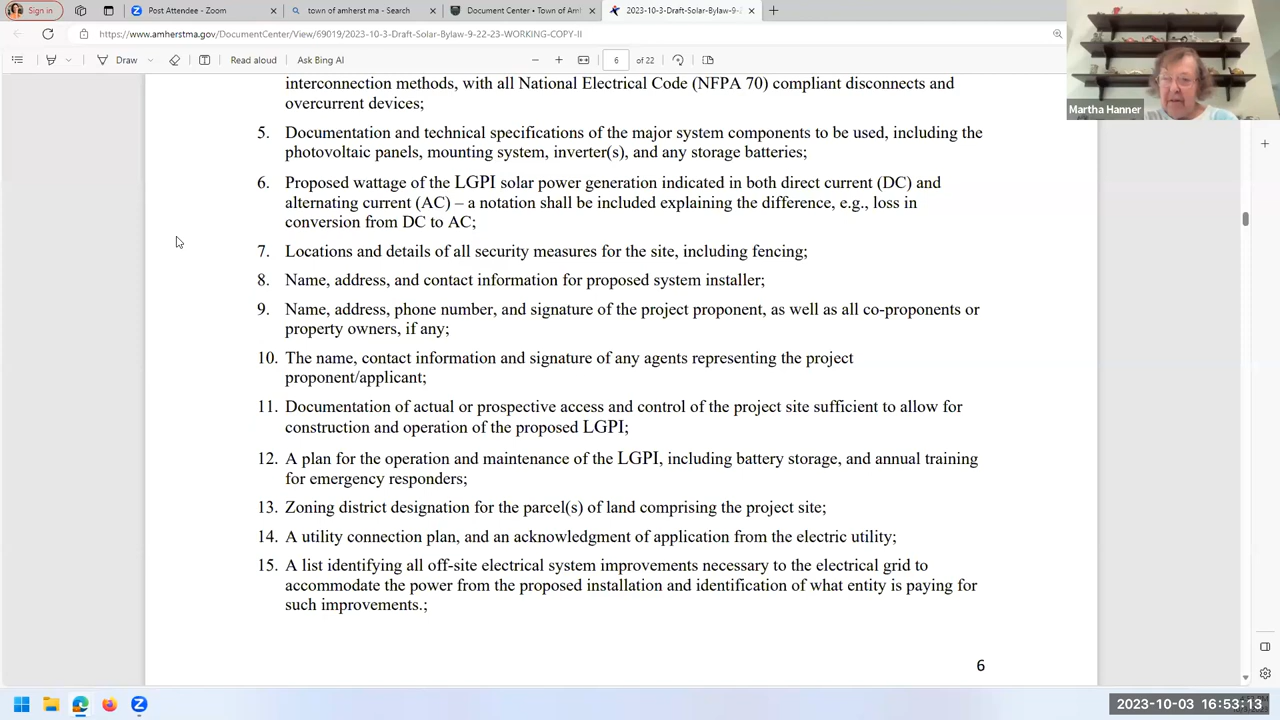 Sign in
Post Attendee - Zoom
town of amherst ma - Search
Document Center • Town of Aml
2023-10-3-Draft-Solar-Bylaw-9-2
https://www.amherstma.gov/DocumentCenter/View/69019/2023-10-3-Draft-Solar-Bylaw-9-22-23-WORKING-COPY-II
Draw
Read aloud
Ask Bing AI
6 of 22
Martha Hanner
interconnection methods, with all National Electrical Code (NFPA 70) compliant disconnects and
overcurrent devices;
5. Documentation and technical specifications of the major system components to be used, including the
photovoltaic panels, mounting system, inverter(s), and any storage batteries;
6. Proposed wattage of the LGPI solar power generation indicated in both direct current (DC) and
alternating current (AC) – a notation shall be included explaining the difference, e.g., loss in
conversion from DC to AC;
7. Locations and details of all security measures for the site, including fencing;
8. Name, address, and contact information for proposed system installer;
9. Name, address, phone number, and signature of the project proponent, as well as all co-proponents or
property owners, if any;
10. The name, contact information and signature of any agents representing the project
proponent/applicant;
11. Documentation of actual or prospective access and control of the project site sufficient to allow for
construction and operation of the proposed LGPI;
12. A plan for the operation and maintenance of the LGPI, including battery storage, and annual training
for emergency responders;
13. Zoning district designation for the parcel(s) of land comprising the project site;
14. A utility connection plan, and an acknowledgment of application from the electric utility;
15. A list identifying all off-site electrical system improvements necessary to the electrical grid to
accommodate the power from the proposed installation and identification of what entity is paying for
such improvements.;
6
2023-10-03 16:53:13